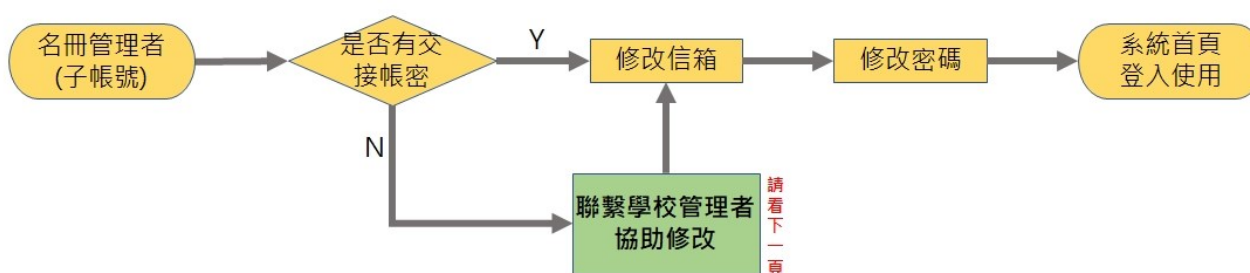 名冊管理者
(子帳號)
是否有交
接帳密
Y
修改信箱
修改密碼
系統首頁
登入使用
N
聯繫學校管理者
協助修改
請看下一頁